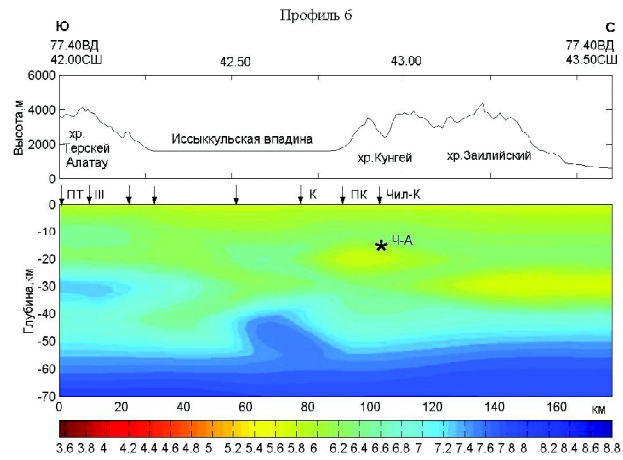 Профиль 6
Ю С
77.40ВД 77.40ВД
42.00СШ 42.50 43.00 43.50СШ
6000
4000
2000
0
Высота,м
хр.
Терскей
Алатау
Иссыккульская впадина
хр.Кунгей
хр.Заилийский
ПТ Ш К ПК Чил-К
0
-10
-20
-30
-40
-50
-60
-70
Глубина,км
Ч-А
0 20 40 60 80 100 120 140 160 км
3.6 3.8 4 4.2 4.4 4.6 4.8 5 5.2 5.4 5.6 5.8 6 6.2 6.4 6.6 6.8 7 7.2 7.4 7.6 7.8 8 8.2 8.4 8.6 8.8